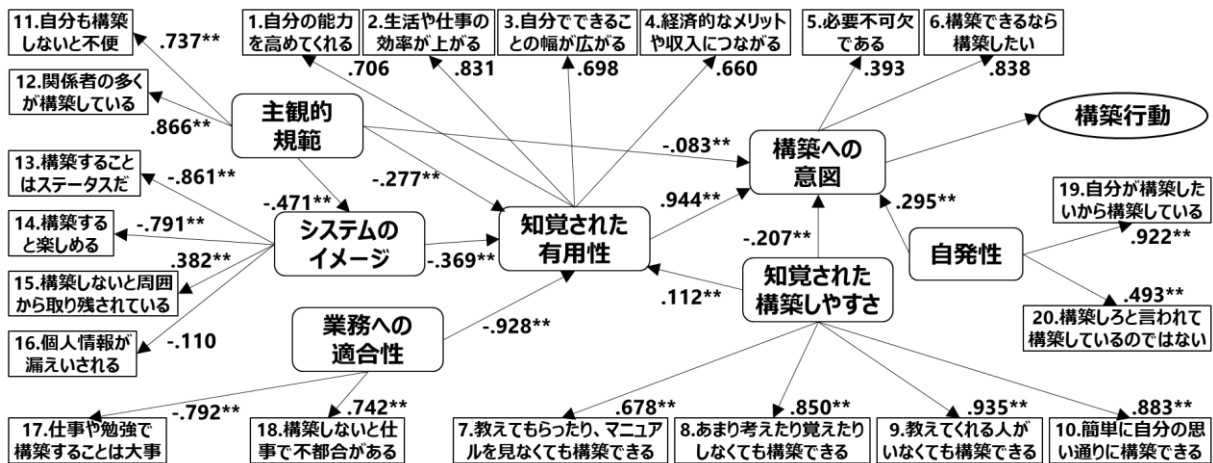 11.自分も構築
しないと不便
.737**
1.自分の能力
を高めてくれる
.706
2.生活や仕事の
効率が上がる
.831
3.自分でできるこ
との幅が広がる
.698
4.経済的なメリット
や収入につながる
.660
5.必要不可欠
である
.393
6.構築できるなら
構築したい
.838
12.関係者の多く
が構築している
.866**
主観的
規範
構築行動
13.構築すること
はステータスだ
-.861**
-.083**
構築への
意図
-.277**
-.471**
.944**
.295**
19.自分が構築した
いから構築している
.922**
14.構築する
と楽しめる
-.791**
システムの
イメージ
-.369**
知覚された
有用性
-.207**
自発性
15.構築しないと周囲
から取り残されている
.382**
.112**
知覚された
構築しやすさ
.493**
20.構築しろと言われて
構築しているのではない
16.個人情報が
漏えいされる
-.110
業務への
適合性
-.928**
17.仕事や勉強で
構築することは大事
-.792**
18.構築しないと仕
事で不都合がある
.742**
7.教えてもらったり、マニュア
ルを見なくても構築できる
.678**
8.あまり考えたり覚えたり
しなくても構築できる
.850**
9.教えてくれる人が
いなくても構築できる
.935**
10.簡単に自分の思
い通りに構築できる
.883**